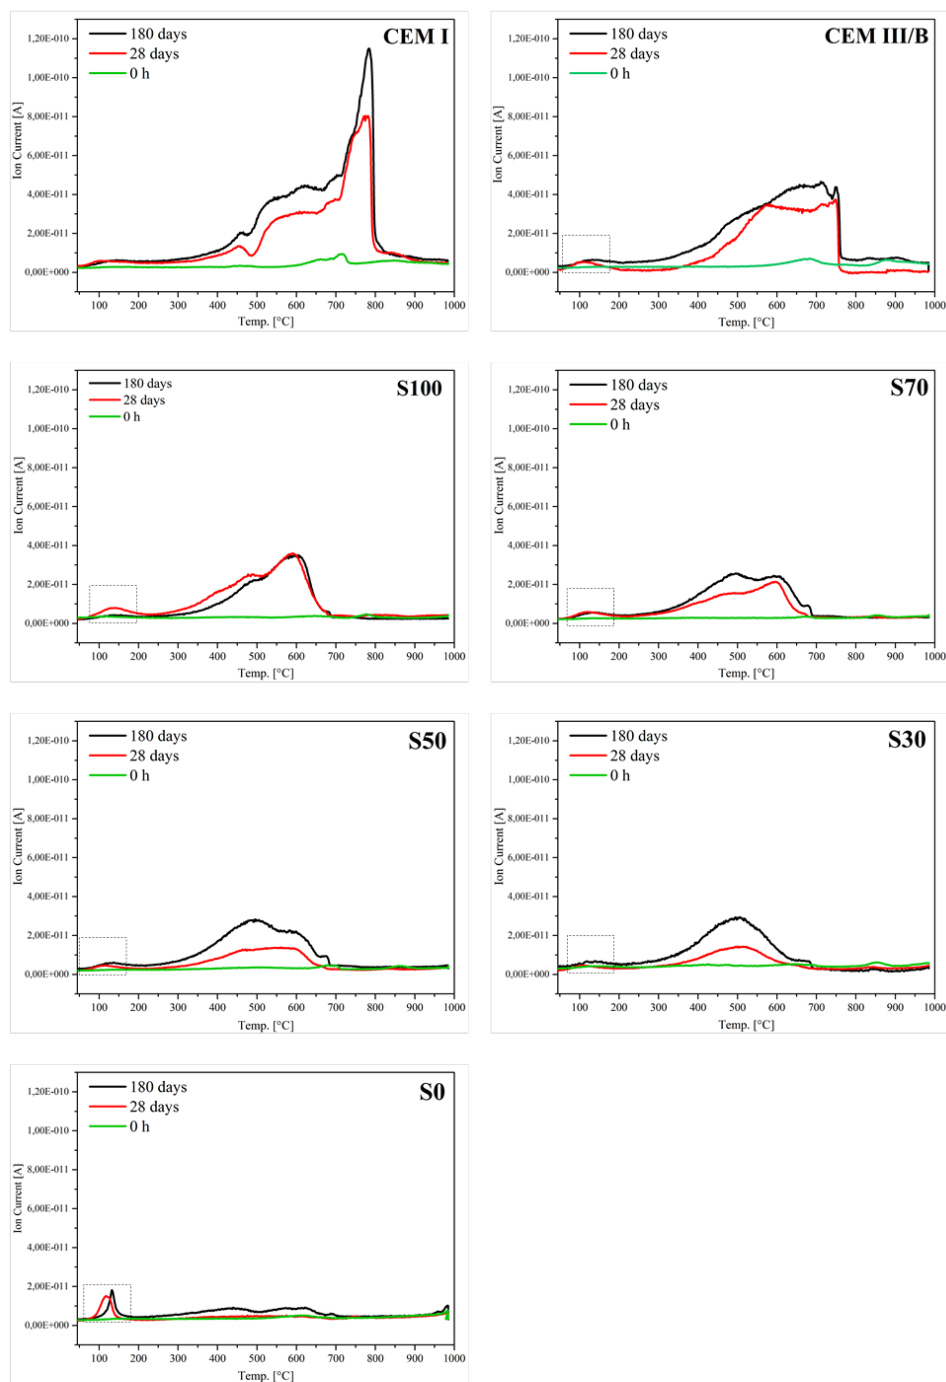 CEM I
180 days
28 days
0 h
1,20E-010
1,00E-010
8,00E-011
6,00E-011
4,00E-011
2,00E-011
0,00E+000
Ion Current [A]
100 200 300 400 500 600 700 800 900 1000
Temp. [°C]
CEM III/B
180 days
28 days
0 h
1,20E-010
1,00E-010
8,00E-011
6,00E-011
4,00E-011
2,00E-011
0,00E+000
Ion Current [A]
100 200 300 400 500 600 700 800 900 1000
Temp. [°C]
S100
180 days
28 days
0 h
1,20E-010
1,00E-010
8,00E-011
6,00E-011
4,00E-011
2,00E-011
0,00E+000
Ion Current [A]
100 200 300 400 500 600 700 800 900 1000
Temp. [°C]
S70
180 days
28 days
0 h
1,20E-010
1,00E-010
8,00E-011
6,00E-011
4,00E-011
2,00E-011
0,00E+000
Ion Current [A]
100 200 300 400 500 600 700 800 900 1000
Temp. [°C]
S50
180 days
28 days
0 h
1,20E-010
1,00E-010
8,00E-011
6,00E-011
4,00E-011
2,00E-011
0,00E+000
Ion Current [A]
100 200 300 400 500 600 700 800 900 1000
Temp. [°C]
S30
180 days
28 days
0 h
1,20E-010
1,00E-010
8,00E-011
6,00E-011
4,00E-011
2,00E-011
0,00E+000
Ion Current [A]
100 200 300 400 500 600 700 800 900 1000
Temp. [°C]
S0
180 days
28 days
0 h
1,20E-010
1,00E-010
8,00E-011
6,00E-011
4,00E-011
2,00E-011
0,00E+000
Ion Current [A]
100 200 300 400 500 600 700 800 900 1000
Temp. [°C]